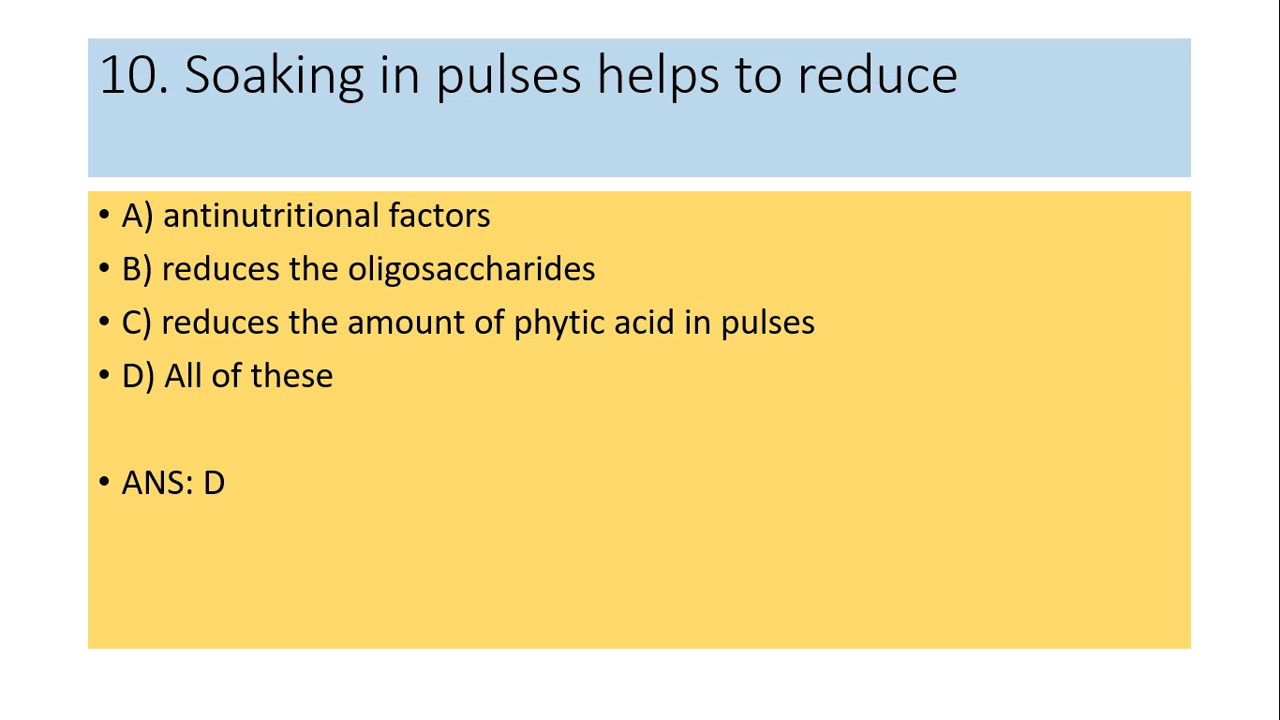 10. Soaking in pulses helps to reduce
• A) antinutritional factors
• B) reduces the oligosaccharides
• C) reduces the amount of phytic acid in pulses
• D) All of these
• ANS: D